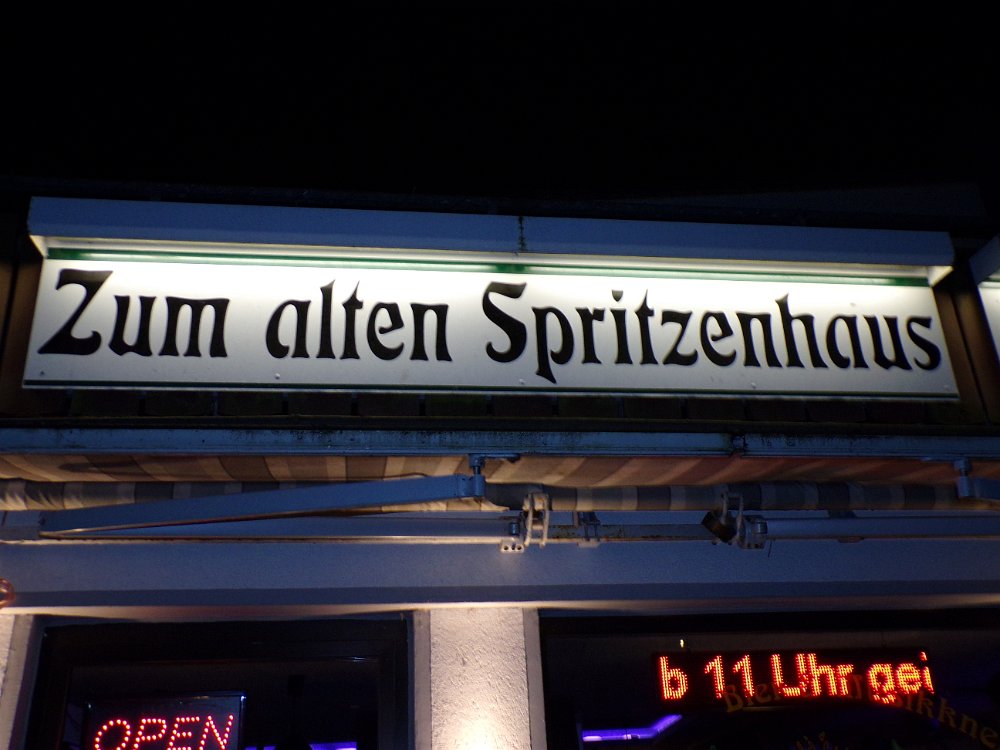 Zum alten Spritzenhaus
b 11 Uhr gei
OPEN